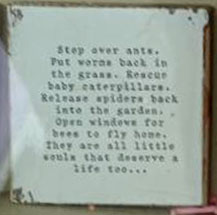 Step over ants.
Put worms back in
the grass. Rescue
baby caterpillars.
Release spiders back
into the garden.
Open windows for
bees to fly home.
They are all little
souls that deserve a
life too...